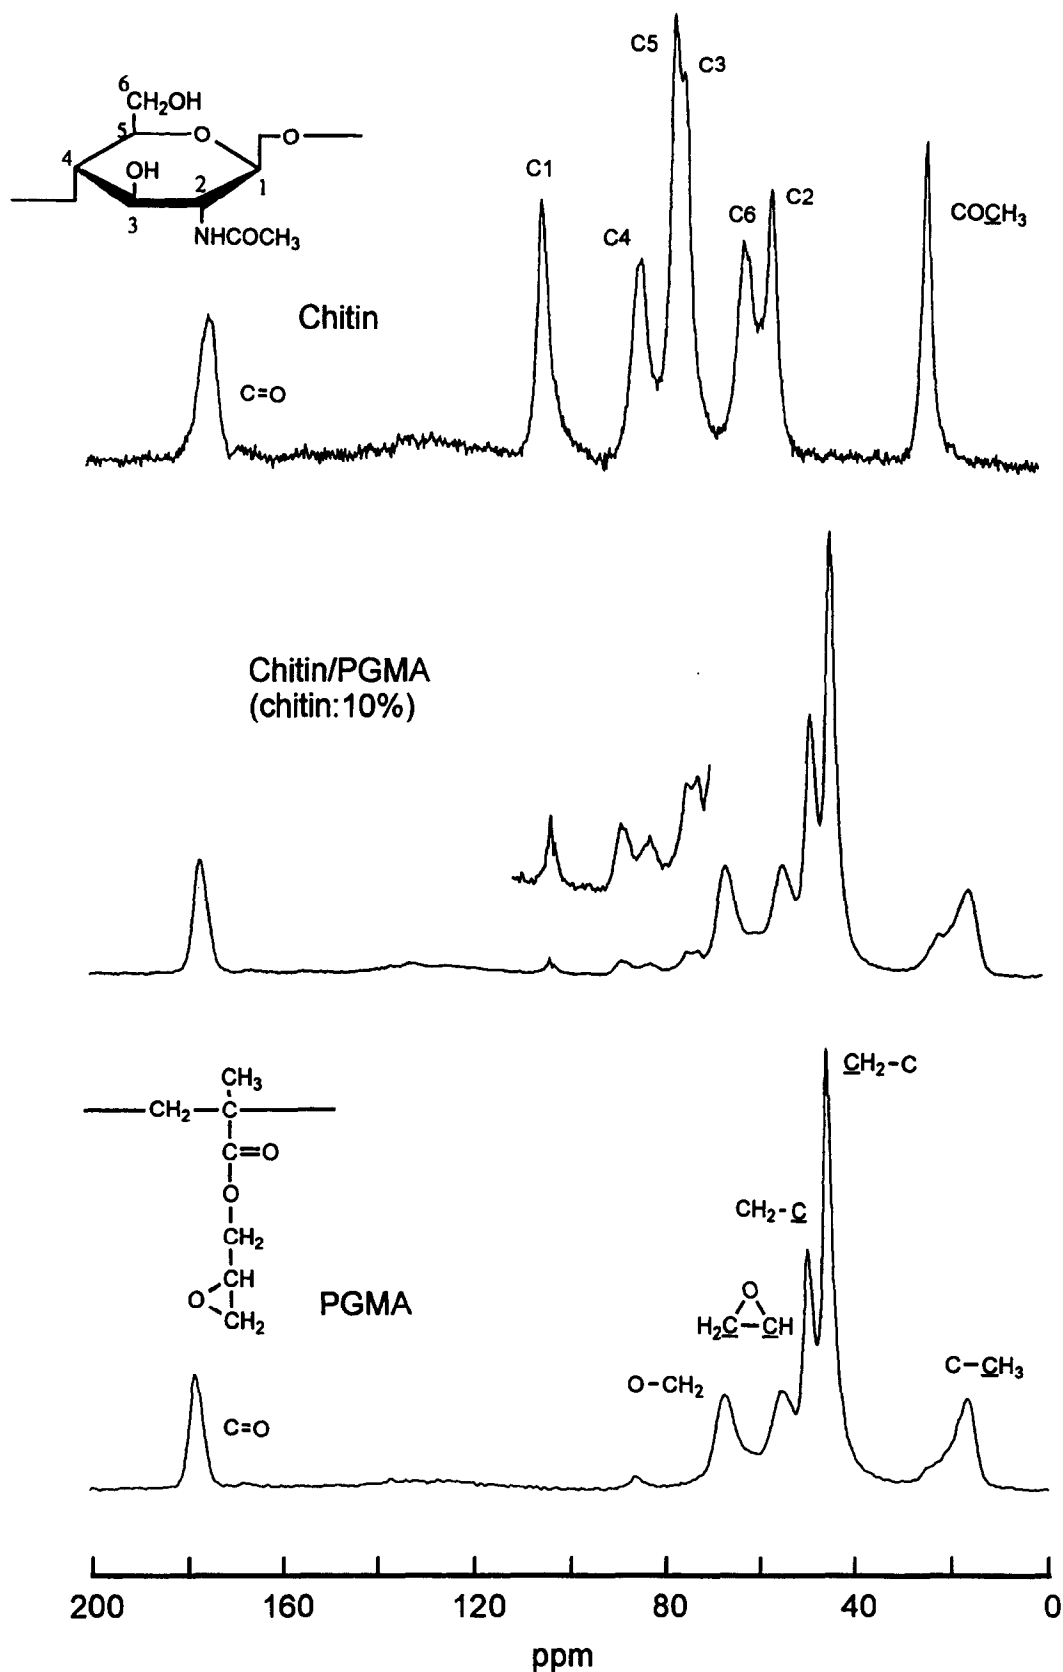 C5
C3
6
CH2OH
5
O
O
4
OH
2
1
3
NHCOCH3
C1
C4
C6
C2
COCH3
Chitin
C=O
Chitin/PGMA
(chitin:10%)
CH3
CH2
C
CH2-C
C=O
O
CH2-C
CH2
CH
O
O
PGMA
H2C-CH
CH2
C-CH3
O-CH2
C=O
200
160
120
80
40
0
ppm